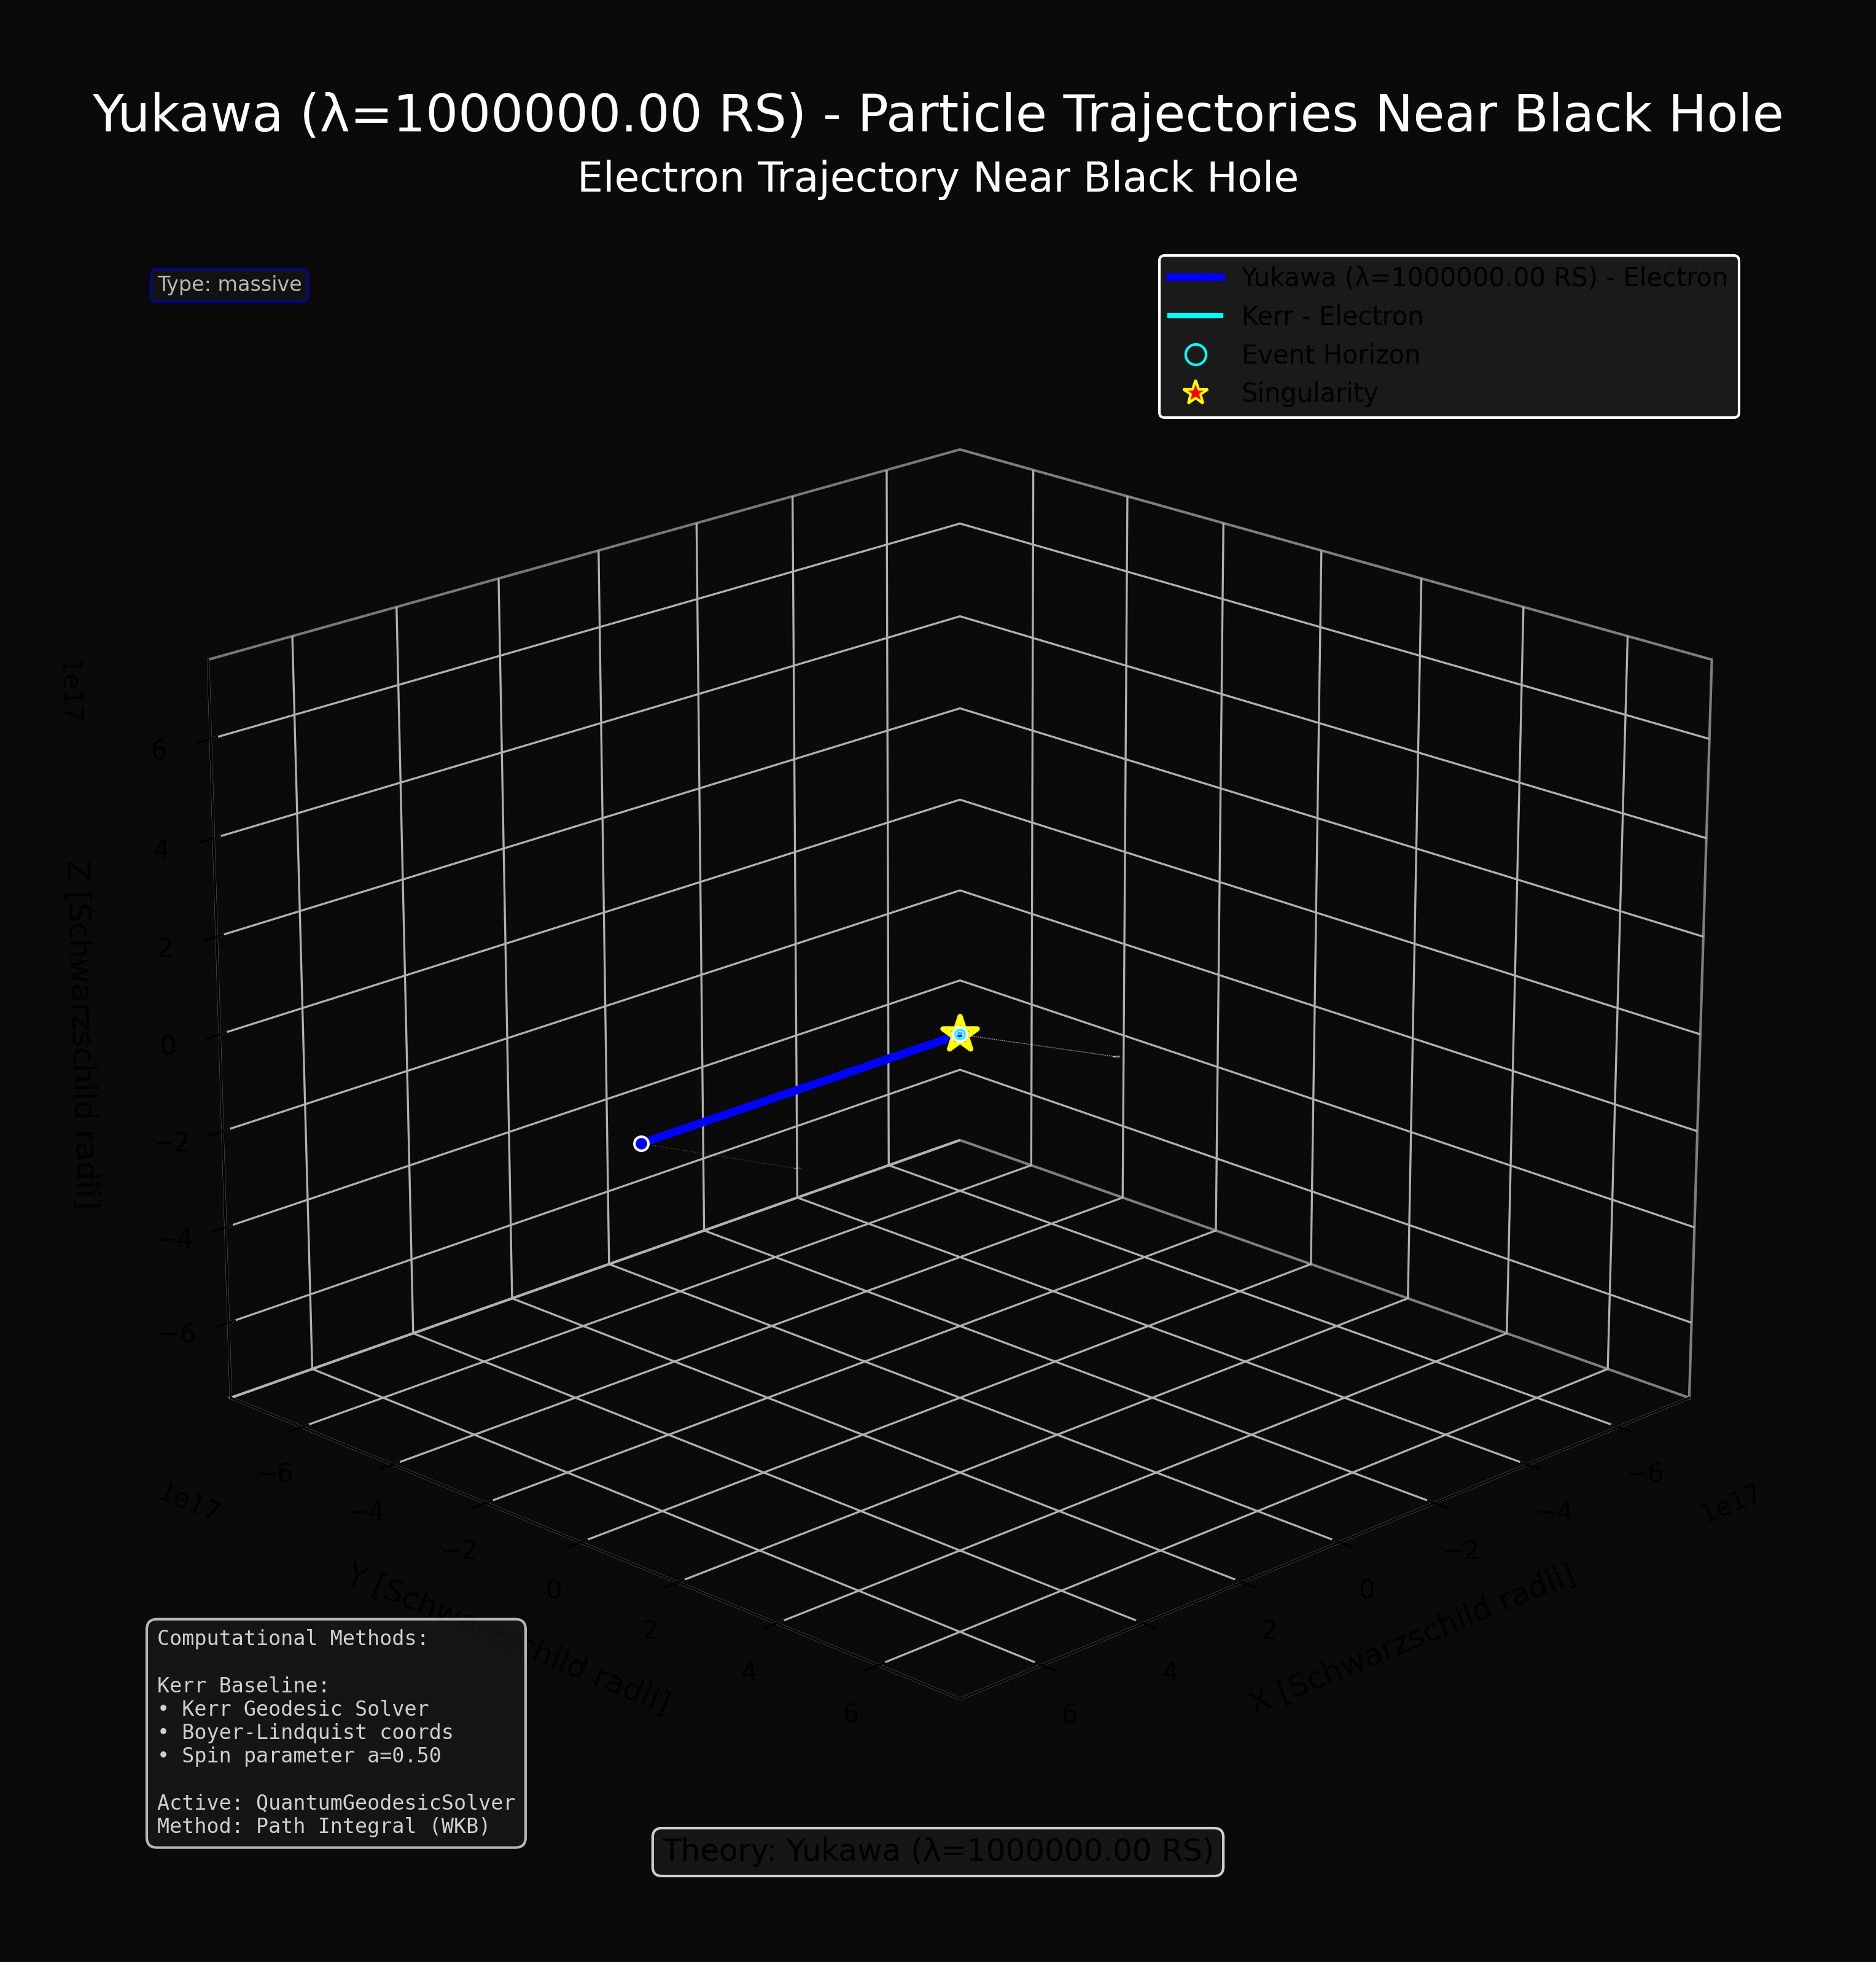 Yukawa (λ=1000000.00 RS) - Particle Trajectories Near Black Hole
Electron Trajectory Near Black Hole
Type: massive
Yukawa (λ=1000000.00 RS) - Electron
Kerr - Electron
Event Horizon
Singularity
1e17
6
4
2
0
−2
−4
−6
Z [Schwarzschild radii]
1e17
−6
−4
−2
0
2
4
6
Y [Schwarzschild radii]
1e17
−6
−4
−2
0
2
4
6
X [Schwarzschild radii]
Computational Methods:
Kerr Baseline:
• Kerr Geodesic Solver
• Boyer-Lindquist coords
• Spin parameter a=0.50
Active: QuantumGeodesicSolver
Method: Path Integral (WKB)
Theory: Yukawa (λ=1000000.00 RS)